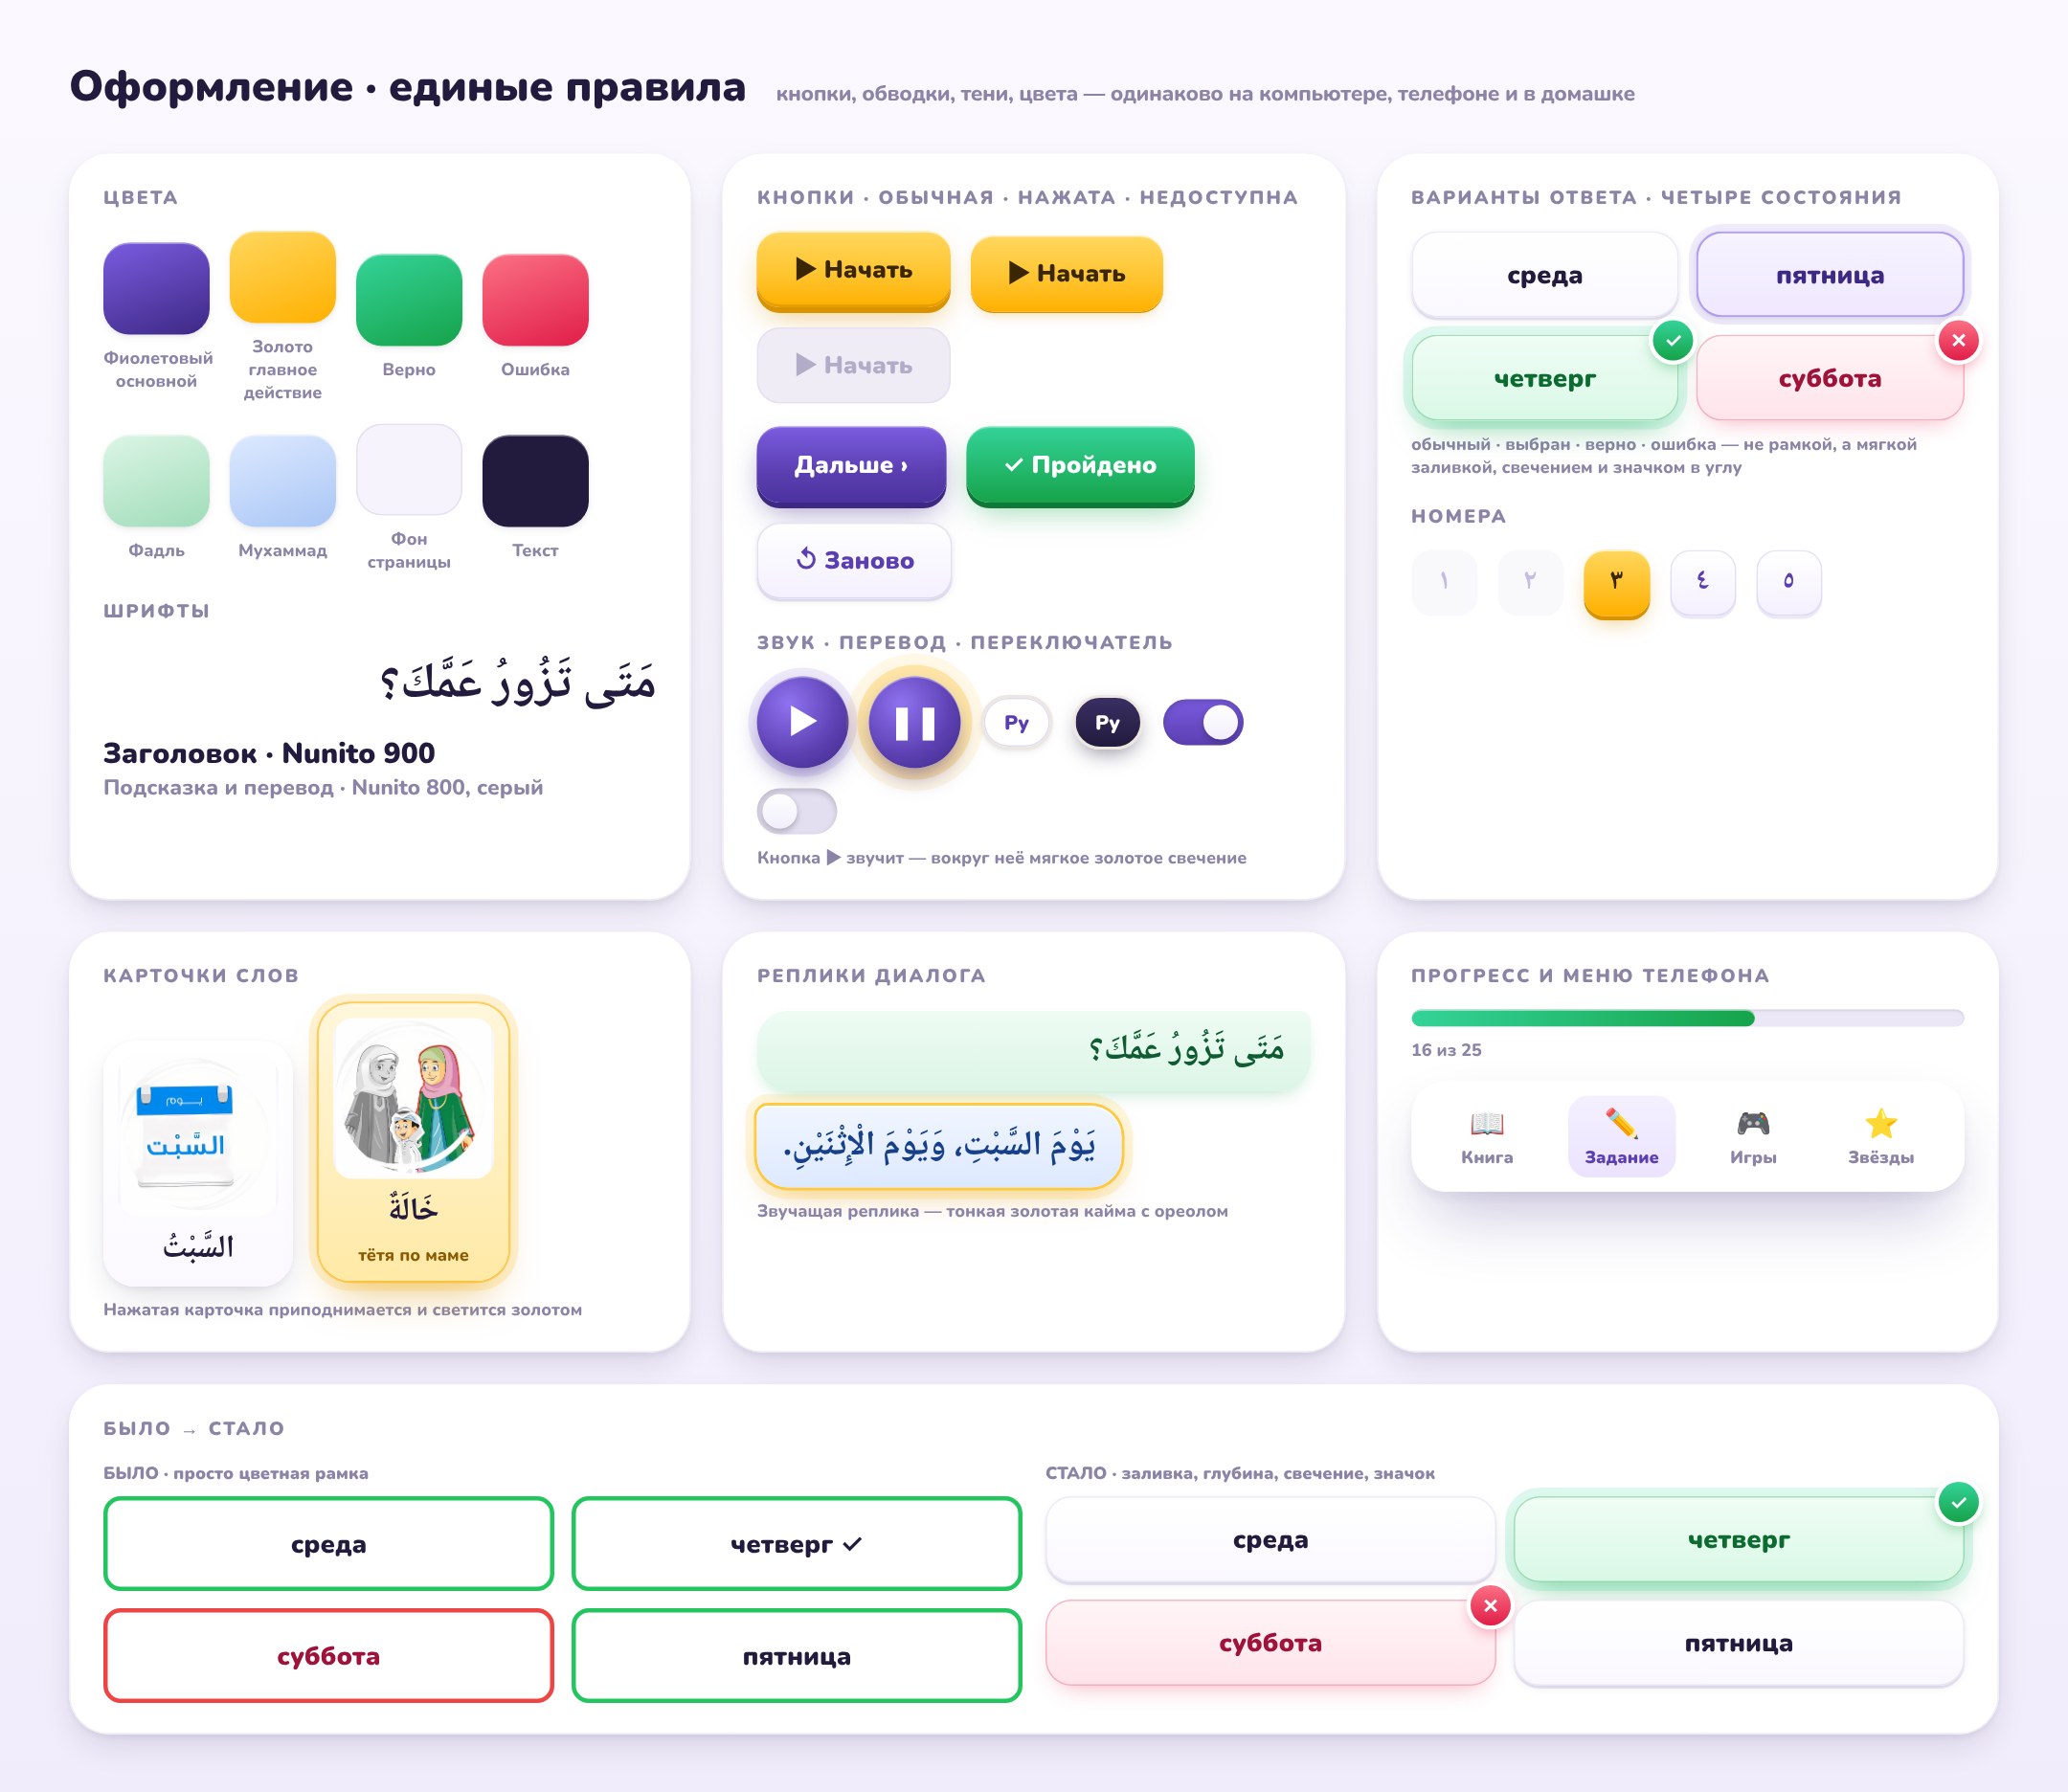 Оформление · единые правила
кнопки, обводки, тени, цвета — одинаково на компьютере, телефоне и в домашке
ЦВЕТА
Фиолетовый
основной
Золото
главное
действие
Верно
Ошибка
Фадль
Мухаммад
Фон
страницы
Текст
ШРИФТЫ
مَتَى تَزُورُ عَمَّكَ؟
Заголовок · Nunito 900
Подсказка и перевод · Nunito 800, серый
КНОПКИ · ОБЫЧНАЯ · НАЖАТА · НЕДОСТУПНА
▶ Начать
▶ Начать
▶ Начать
Дальше ›
✓ Пройдено
↺ Заново
ЗВУК · ПЕРЕВОД · ПЕРЕКЛЮЧАТЕЛЬ
Ру
Ру
Кнопка ▶ звучит — вокруг неё мягкое золотое свечение
ВАРИАНТЫ ОТВЕТА · ЧЕТЫРЕ СОСТОЯНИЯ
среда
пятница
четверг
суббота
обычный · выбран · верно · ошибка — не рамкой, а мягкой
заливкой, свечением и значком в углу
НОМЕРА
١ ٢ ٣ ٤ ٥
КАРТОЧКИ СЛОВ
يـــوم
السَّبْت
السَّبْتُ
خَالَةٌ
тётя по маме
Нажатая карточка приподнимается и светится золотом
РЕПЛИКИ ДИАЛОГА
مَتَى تَزُورُ عَمَّكَ؟
يَوْمَ السَّبْتِ، وَيَوْمَ الْإِثْنَيْنِ.
Звучащая реплика — тонкая золотая кайма с ореолом
ПРОГРЕСС И МЕНЮ ТЕЛЕФОНА
16 из 25
Книга
Задание
Игры
Звёзды
БЫЛО → СТАЛО
БЫЛО · просто цветная рамка
среда
четверг ✓
суббота
пятница
СТАЛО · заливка, глубина, свечение, значок
среда
четверг
суббота
пятница